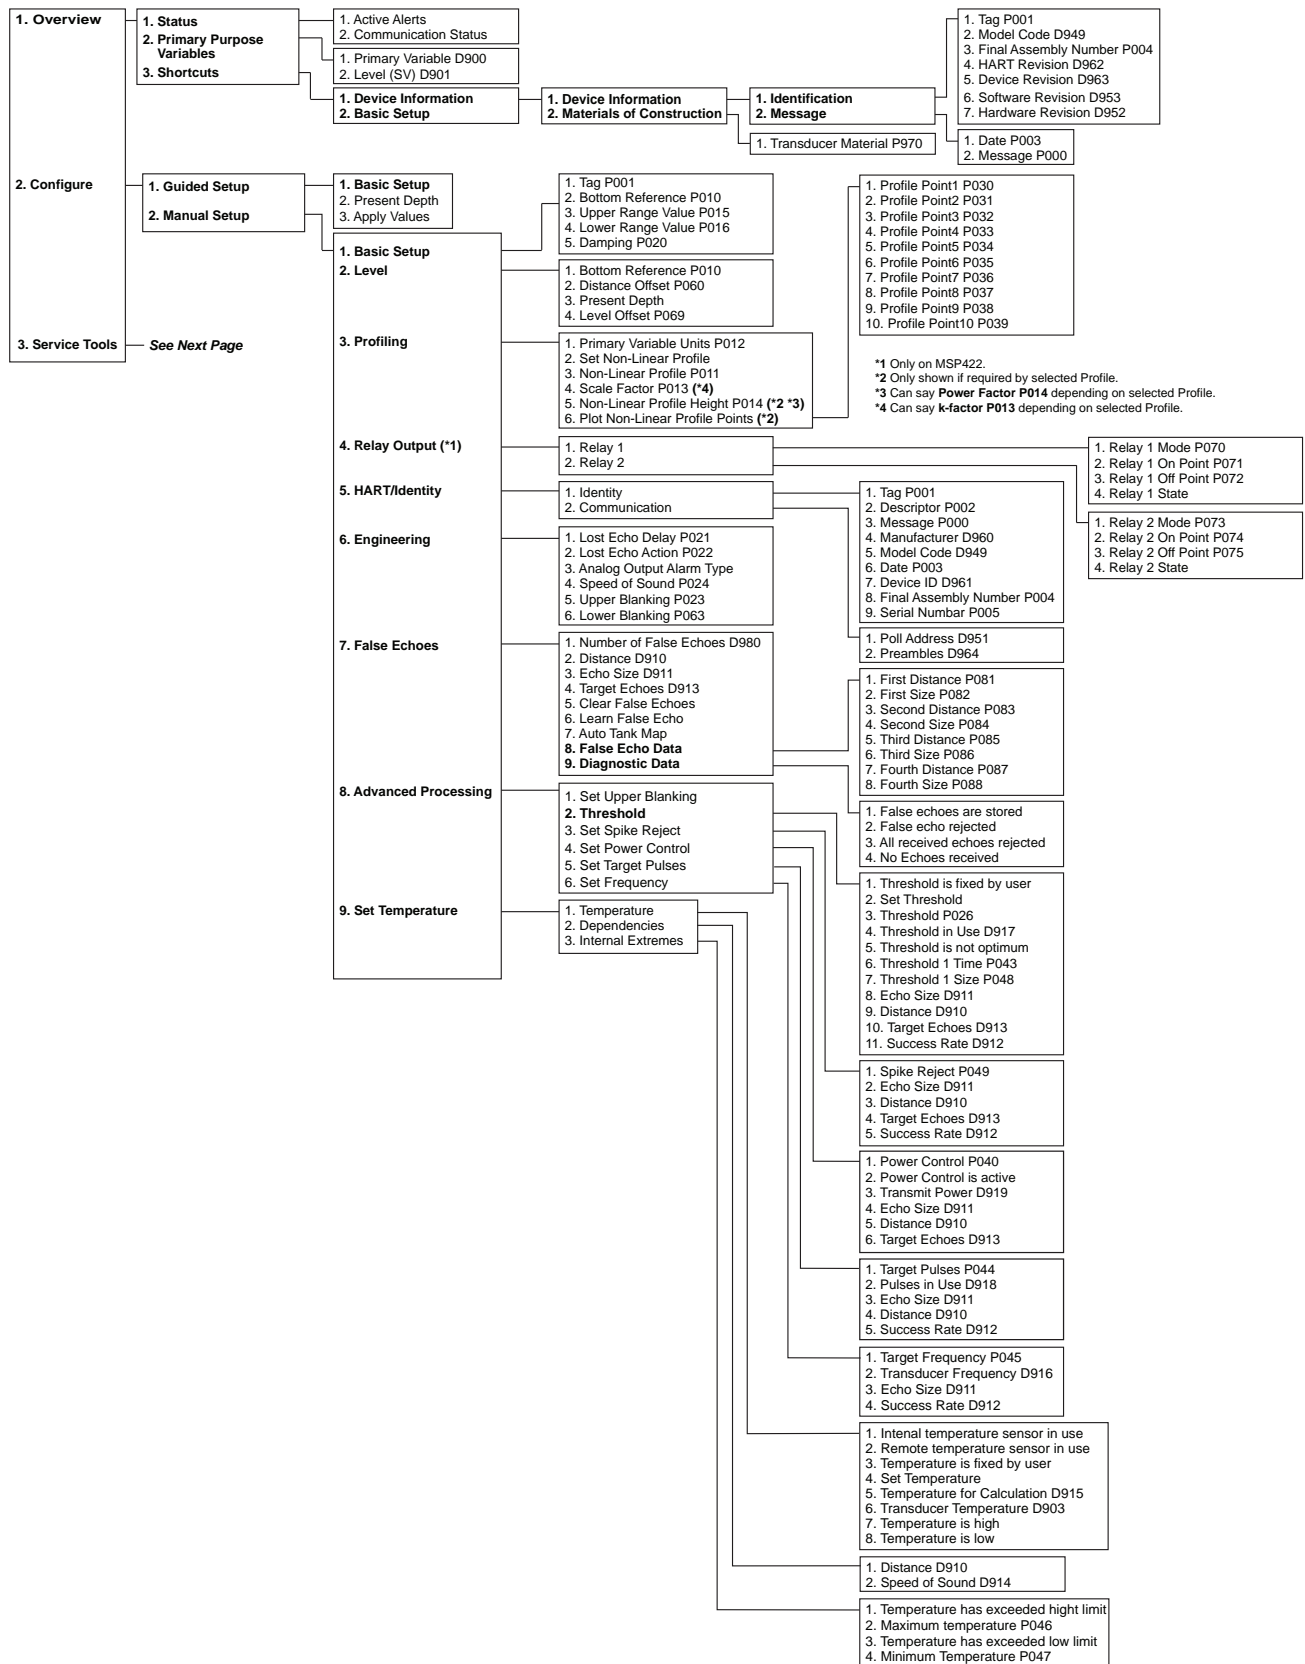 1. Overview
1. Status
2. Primary Purpose
Variables
3. Shortcuts
1. Active Alerts
2. Communication Status
1. Primary Variable D900
2. Level (SV) D901
1. Device Information
2. Basic Setup
1. Device Information
2. Materials of Construction
1. Transducer Material P970
1. Identification
2. Message
1. Tag P001
2. Model Code D949
3. Final Assembly Number P004
4. HART Revision D962
5. Device Revision D963
6. Software Revision D953
7. Hardware Revision D952
1. Date P003
2. Message P000
2. Configure
1. Guided Setup
2. Manual Setup
1. Basic Setup
2. Present Depth
3. Apply Values
3. Service Tools
See Next Page
1. Basic Setup
1. Tag P001
2. Bottom Reference P010
3. Upper Range Value P015
4. Lower Range Value P016
5. Damping P020
2. Level
1. Bottom Reference P010
2. Distance Offset P060
3. Present Depth
4. Level Offset P069
3. Profiling
1. Primary Variable Units P012
2. Set Non-Linear Profile
3. Non-Linear Profile P011
4. Scale Factor P013 (*4)
5. Non-Linear Profile Height P014 (*2 *3)
6. Plot Non-Linear Profile Points (*2)
1. Profile Point1 P030
2. Profile Point2 P031
3. Profile Point3 P032
4. Profile Point4 P033
5. Profile Point5 P034
6. Profile Point6 P035
7. Profile Point7 P036
8. Profile Point8 P037
9. Profile Point9 P038
10. Profile Point10 P039
*1 Only on MSP422.
*2 Only shown if required by selected Profile.
*3 Can say Power Factor P014 depending on selected Profile.
*4 Can say k-factor P013 depending on selected Profile.
4. Relay Output (*1)
1. Relay 1
2. Relay 2
1. Relay 1 Mode P070
2. Relay 1 On Point P071
3. Relay 1 Off Point P072
4. Relay 1 State
1. Relay 2 Mode P073
2. Relay 2 On Point P074
3. Relay 2 Off Point P075
4. Relay 2 State
5. HART/Identity
1. Identity
2. Communication
1. Tag P001
2. Descriptor P002
3. Message P000
4. Manufacturer D960
5. Model Code D949
6. Date P003
7. Device ID D961
8. Final Assembly Number P004
9. Serial Numbar P005
1. Poll Address D951
2. Preambles D964
6. Engineering
1. Lost Echo Delay P021
2. Lost Echo Action P022
3. Analog Output Alarm Type
4. Speed of Sound P024
5. Upper Blanking P023
6. Lower Blanking P063
7. False Echoes
1. Number of False Echoes D980
2. Distance D910
3. Echo Size D911
4. Target Echoes D913
5. Clear False Echoes
6. Learn False Echo
7. Auto Tank Map
8. False Echo Data
9. Diagnostic Data
1. First Distance P081
2. First Size P082
3. Second Distance P083
4. Second Size P084
5. Third Distance P085
6. Third Size P086
7. Fourth Distance P087
8. Fourth Size P088
1. False echoes are stored
2. False echo rejected
3. All received echoes rejected
4. No Echoes received
8. Advanced Processing
1. Set Upper Blanking
2. Threshold
3. Set Spike Reject
4. Set Power Control
5. Set Target Pulses
6. Set Frequency
1. Threshold is fixed by user
2. Set Threshold
3. Threshold P026
4. Threshold in Use D917
5. Threshold is not optimum
6. Threshold 1 Time P043
7. Threshold 1 Size P048
8. Echo Size D911
9. Distance D910
10. Target Echoes D913
11. Success Rate D912
1. Spike Reject P049
2. Echo Size D911
3. Distance D910
4. Target Echoes D913
5. Success Rate D912
1. Power Control P040
2. Power Control is active
3. Transmit Power D919
4. Echo Size D911
5. Distance D910
6. Target Echoes D913
1. Target Pulses P044
2. Pulses in Use D918
3. Echo Size D911
4. Distance D910
5. Success Rate D912
1. Target Frequency P045
2. Transducer Frequency D916
3. Echo Size D911
4. Success Rate D912
9. Set Temperature
1. Temperature
2. Dependencies
3. Internal Extremes
1. Intenal temperature sensor in use
2. Remote temperature sensor in use
3. Temperature is fixed by user
4. Set Temperature
5. Temperature for Calculation D915
6. Transducer Temperature D903
7. Temperature is high
8. Temperature is low
1. Distance D910
2. Speed of Sound D914
1. Temperature has exceeded hight limit
2. Maximum temperature P046
3. Temperature has exceeded low limit
4. Minimum Temperature P047